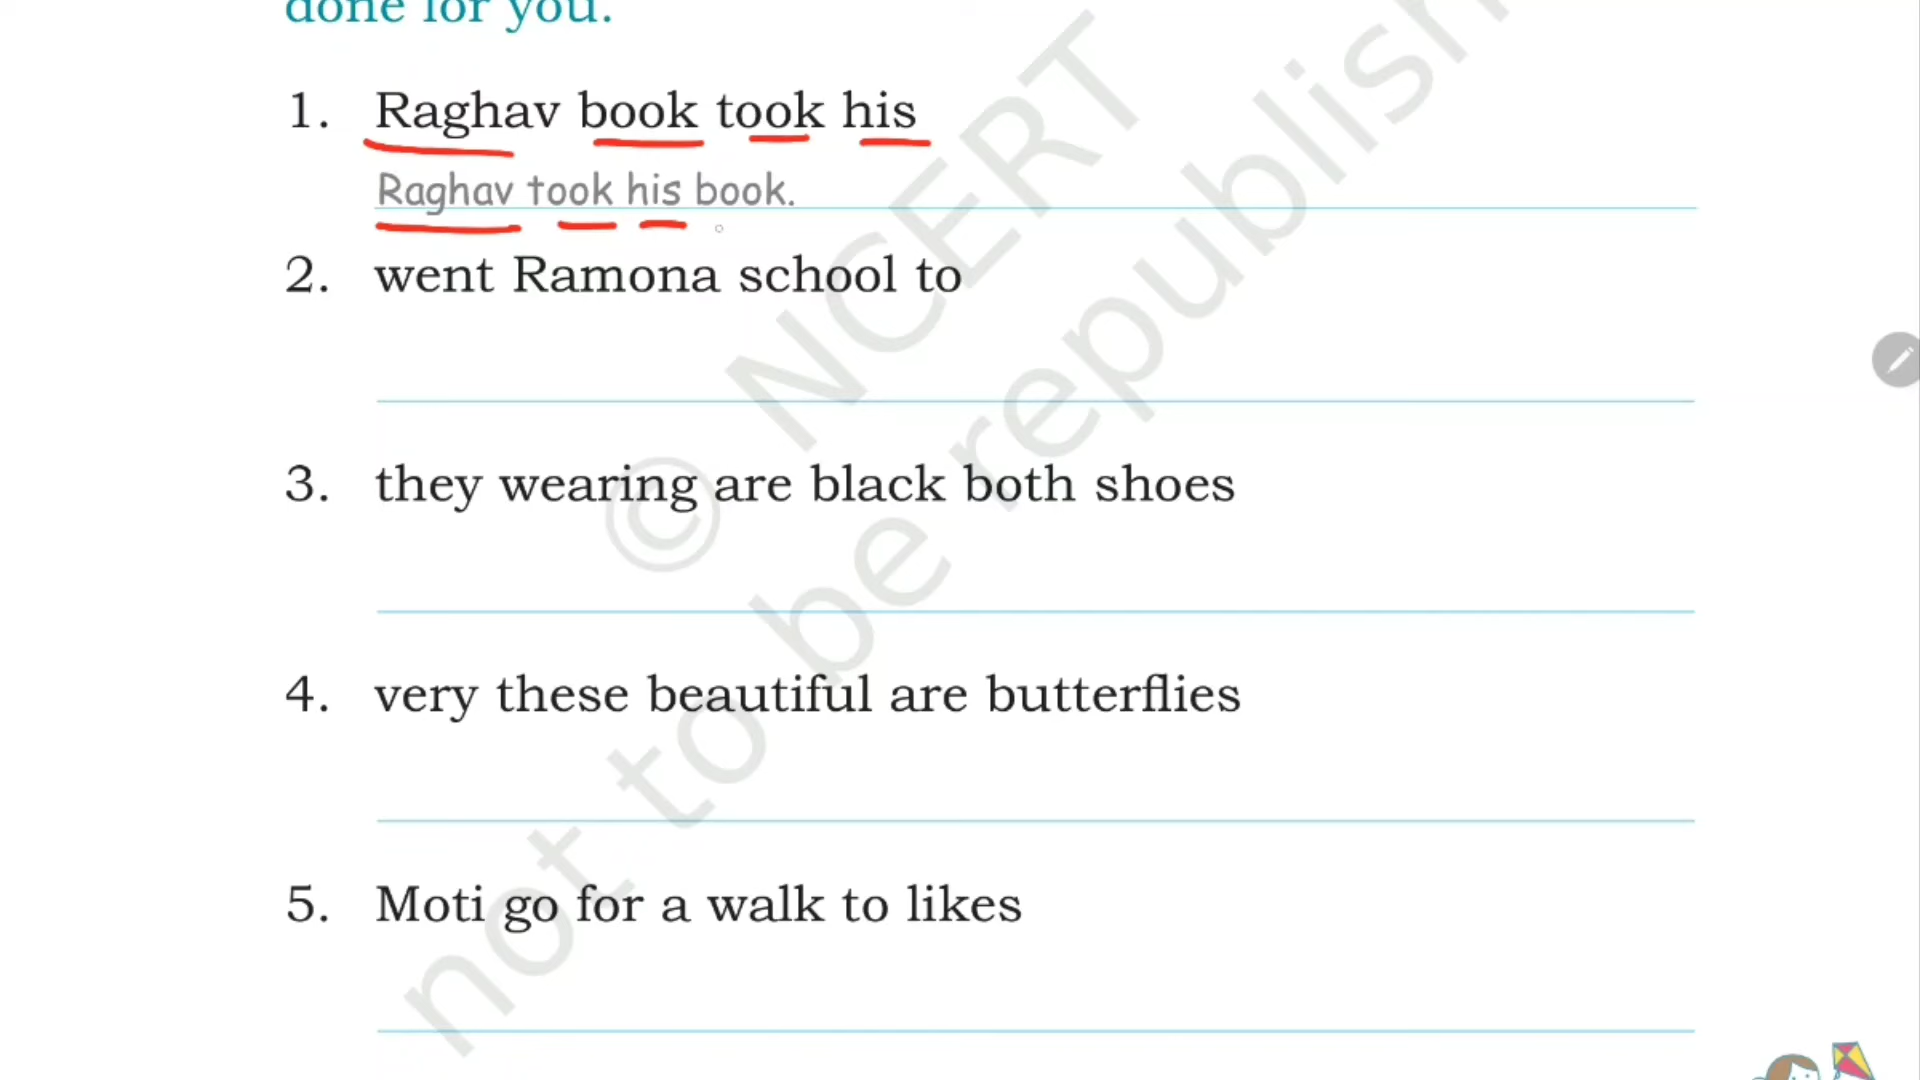 done for you.
1. Raghav book took his
Raghav took his book.
2. went Ramona school to
3. they wearing are black both shoes
4. very these beautiful are butterflies
5. Moti go for a walk to likes
© NCERT
not to be republish